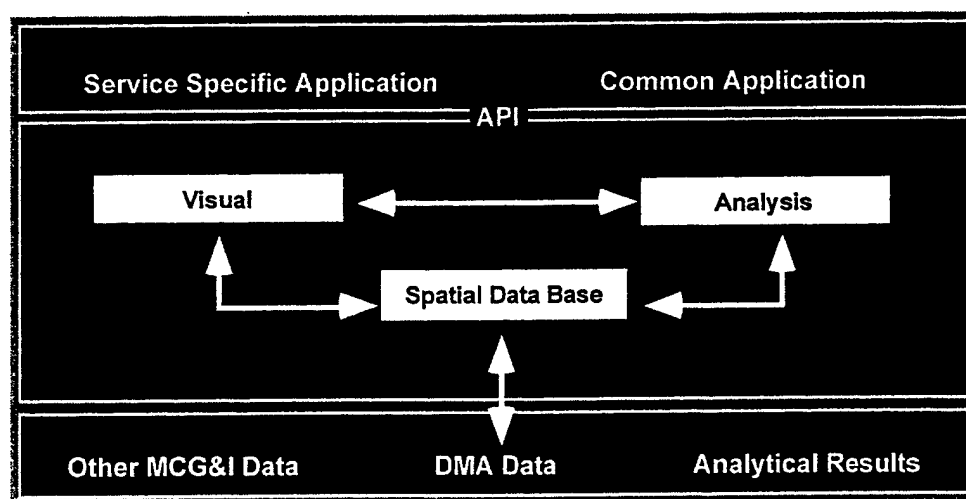 Service Specific Application
Common Application
API
Visual
Analysis
Spatial Data Base
Other MCG&I Data
DMA Data
Analytical Results